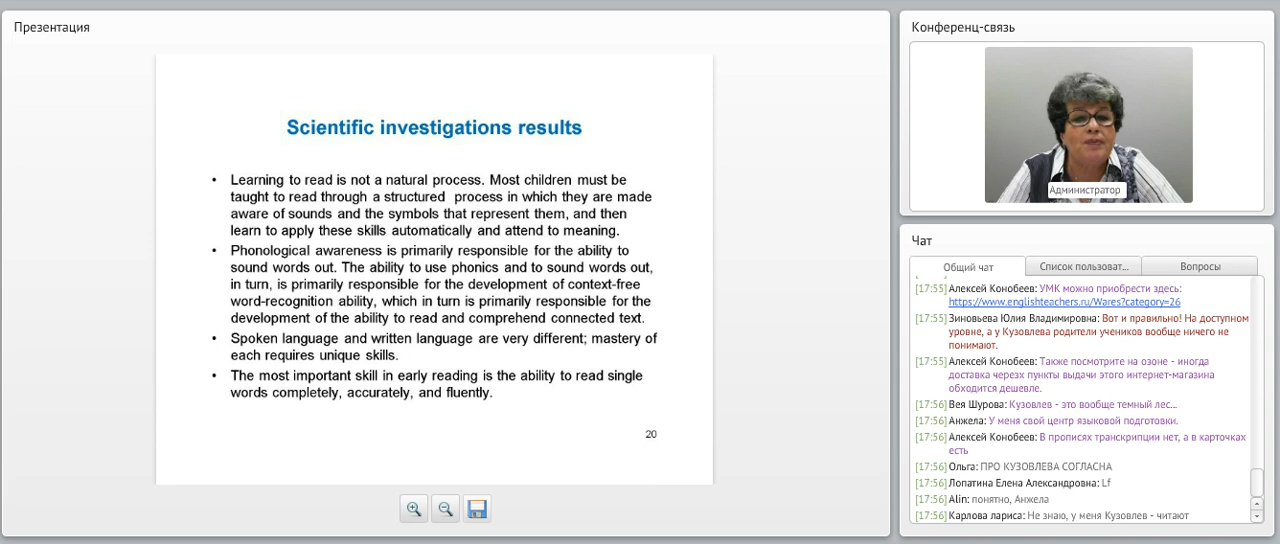 Презентация
Scientific investigations results
• Learning to read is not a natural process. Most children must be
taught to read through a structured process in which they are made
aware of sounds and the symbols that represent them, and then
learn to apply these skills automatically and attend to meaning.
• Phonological awareness is primarily responsible for the ability to
sound words out. The ability to use phonics and to sound words out,
in turn, is primarily responsible for the development of context-free
word-recognition ability, which in turn is primarily responsible for the
development of the ability to read and comprehend connected text.
• Spoken language and written language are very different; mastery of
each requires unique skills.
• The most important skill in early reading is the ability to read single
words completely, accurately, and fluently.
20
Конференц-связь
Администратор
Чат
Общий чат
Список пользоват...
Вопросы
[17:55] Алексей Конобеев: УМК можно приобрести здесь:
https://www.englishteachers.ru/Wares?category=26
[17:55] Зиновьева Юлия Владимировна: Вот и правильно! На доступном
уровне, а у Кузовлева родители учеников вообще ничего не
понимают.
[17:55] Алексей Конобеев: Также посмотрите на озоне - иногда
доставка черезх пункты выдачи этого интернет-магазина
обходится дешевле.
[17:56] Вея Шурова: Кузовлев - это вообще темный лес...
[17:56] Анжела: У меня свой центр языковой подготовки.
[17:56] Алексей Конобеев: В прописях транскрипции нет, а в карточках
есть
[17:56] Ольга: ПРО КУЗОВЛЕВА СОГЛАСНА
[17:56] Лопатина Елена Александровна: Lf
[17:56] Alin: понятно, Анжела
[17:56] Карлова лариса: Не знаю, у меня Кузовлев - читают